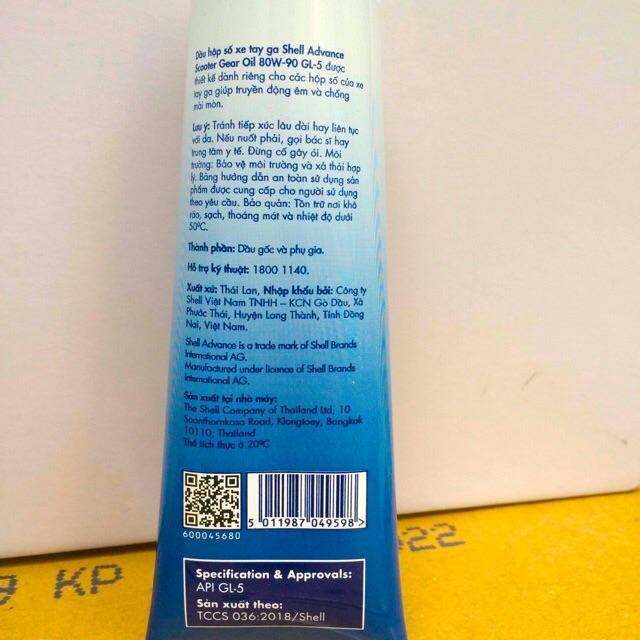 Dầu hộp số xe tay ga Shell Advance
Scooter Gear Oil 80W-90 GL-5 được
thiết kế dành riêng cho các hộp số của xe
tay ga giúp truyền động êm và chống
mài mòn.
Lưu ý: Tránh tiếp xúc lâu dài hay liên tục
với da. Nếu nuốt phải, gọi bác sĩ hay
trung tâm y tế. Đừng cố gây ói. Môi
trường: Bảo vệ môi trường và xả thải hợp
lý. Bảng hướng dẫn an toàn sử dụng sản
phẩm được cung cấp cho người sử dụng
theo yêu cầu. Bảo quản: Tồn trữ nơi khô
ráo, sạch, thoáng mát và nhiệt độ dưới
50°C.
Thành phần: Dầu gốc và phụ gia.
Hỗ trợ kỹ thuật: 1800 1140.
Xuất xứ: Thái Lan, Nhập khẩu bởi: Công ty
Shell Việt Nam TNHH – KCN Gò Dầu, Xã
Phước Thái, Huyện Long Thành, Tỉnh Đồng
Nai, Việt Nam.
Shell Advance is a trade mark of Shell Brands
International AG.
Manufactured under licence of Shell Brands
International AG.
Sản xuất tại nhà máy:
The Shell Company of Thailand Ltd, 10
Soonthornkosa Road, Klongtoey, Bangkok
10110, Thailand
Thể tích thực ở 20°C
5 011987 049598 >
600045680
Specification & Approvals:
API GL-5
Sản xuất theo:
TCCS 036:2018/Shell
9 KP
22